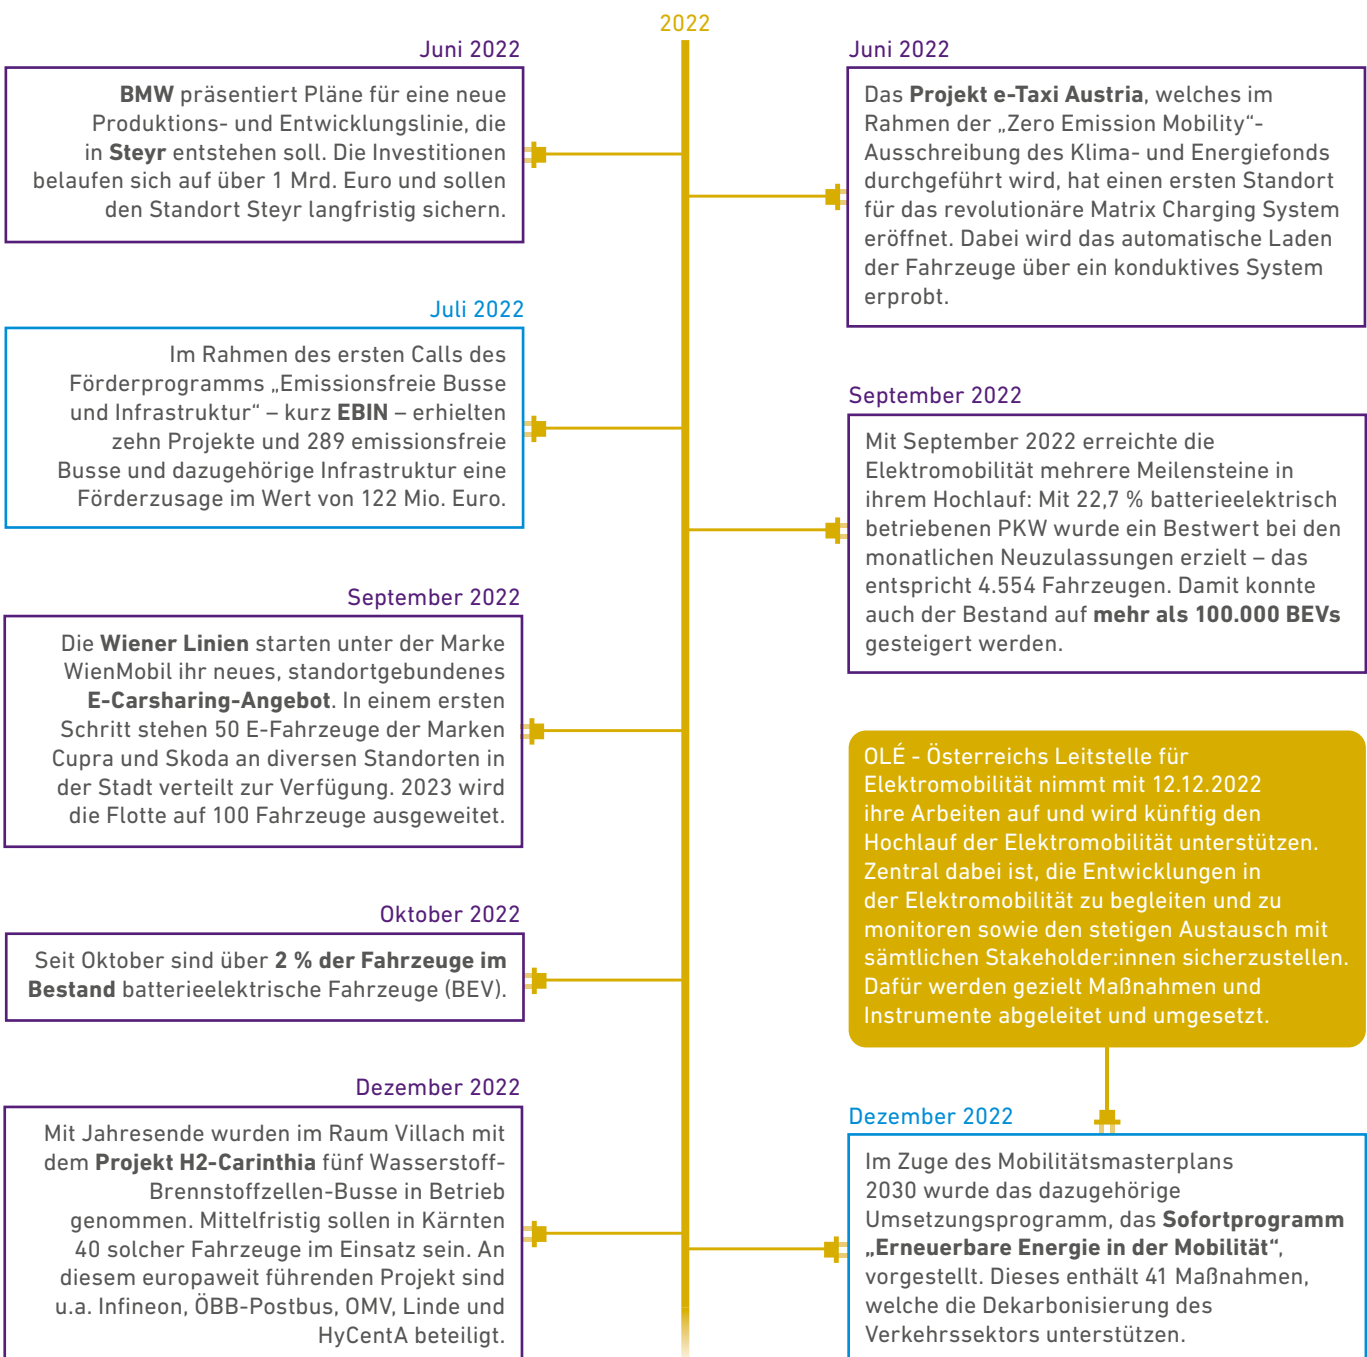 2022
Juni 2022
BMW präsentiert Pläne für eine neue
Produktions- und Entwicklungslinie, die
in Steyr entstehen soll. Die Investitionen
belaufen sich auf über 1 Mrd. Euro und sollen
den Standort Steyr langfristig sichern.
Juni 2022
Das Projekt e-Taxi Austria, welches im
Rahmen der „Zero Emission Mobility“-
Ausschreibung des Klima- und Energiefonds
durchgeführt wird, hat einen ersten Standort
für das revolutionäre Matrix Charging System
eröffnet. Dabei wird das automatische Laden
der Fahrzeuge über ein konduktives System
erprobt.
Juli 2022
Im Rahmen des ersten Calls des
Förderprogramms „Emissionsfreie Busse
und Infrastruktur“ – kurz EBIN – erhielten
zehn Projekte und 289 emissionsfreie
Busse und dazugehörige Infrastruktur eine
Förderzusage im Wert von 122 Mio. Euro.
September 2022
Mit September 2022 erreichte die
Elektromobilität mehrere Meilensteine in
ihrem Hochlauf: Mit 22,7 % batterieelektrisch
betriebenen PKW wurde ein Bestwert bei den
monatlichen Neuzulassungen erzielt – das
entspricht 4.554 Fahrzeugen. Damit konnte
auch der Bestand auf mehr als 100.000 BEVs
gesteigert werden.
September 2022
Die Wiener Linien starten unter der Marke
WienMobil ihr neues, standortgebundenes
E-Carsharing-Angebot. In einem ersten
Schritt stehen 50 E-Fahrzeuge der Marken
Cupra und Skoda an diversen Standorten in
der Stadt verteilt zur Verfügung. 2023 wird
die Flotte auf 100 Fahrzeuge ausgeweitet.
OLÉ - Österreichs Leitstelle für
Elektromobilität nimmt mit 12.12.2022
ihre Arbeiten auf und wird künftig den
Hochlauf der Elektromobilität unterstützen.
Zentral dabei ist, die Entwicklungen in
der Elektromobilität zu begleiten und zu
monitoren sowie den stetigen Austausch mit
sämtlichen Stakeholder:innen sicherzustellen.
Dafür werden gezielt Maßnahmen und
Instrumente abgeleitet und umgesetzt.
Oktober 2022
Seit Oktober sind über 2 % der Fahrzeuge im
Bestand batterieelektrische Fahrzeuge (BEV).
Dezember 2022
Mit Jahresende wurden im Raum Villach mit
dem Projekt H2-Carinthia fünf Wasserstoff-
Brennstoffzellen-Busse in Betrieb
genommen. Mittelfristig sollen in Kärnten
40 solcher Fahrzeuge im Einsatz sein. An
diesem europaweit führenden Projekt sind
u.a. Infineon, ÖBB-Postbus, OMV, Linde und
HyCentA beteiligt.
Dezember 2022
Im Zuge des Mobilitätsmasterplans
2030 wurde das dazugehörige
Umsetzungsprogramm, das Sofortprogramm
„Erneuerbare Energie in der Mobilität“,
vorgestellt. Dieses enthält 41 Maßnahmen,
welche die Dekarbonisierung des
Verkehrssektors unterstützen.